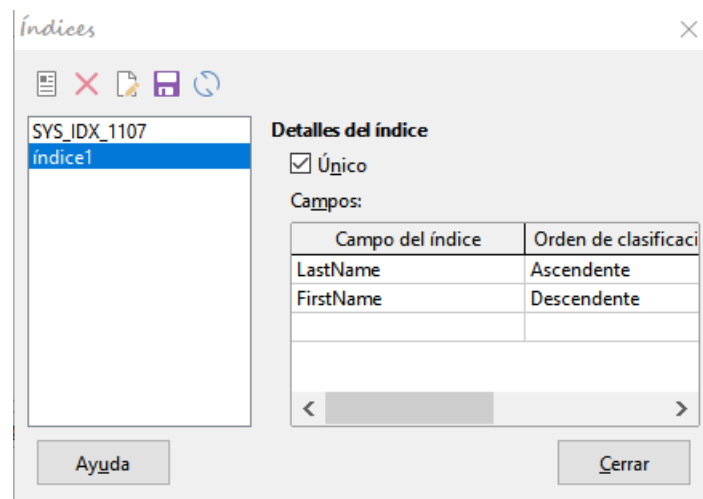 Índices
SYS_IDX_1107
índice1
Detalles del índice
Único
Campos:
Campo del índice Orden de clasificaci
LastName Ascendente
FirstName Descendente
Ayuda Cerrar